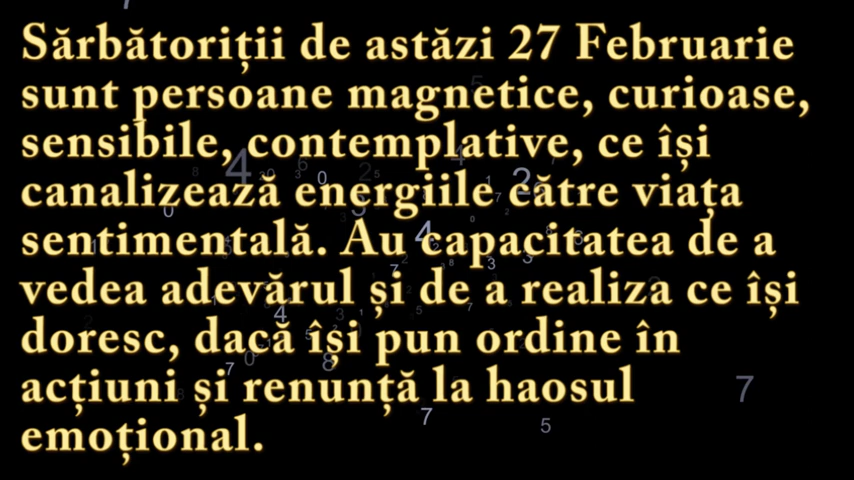 Sărbătoriții de astăzi 27 Februarie
sunt persoane magnetice, curioase,
sensibile, contemplative, ce își
canalizează energiile către viața
sentimentală. Au capacitatea de a
vedea adevărul și de a realiza ce își
doresc, dacă își pun ordine în
acțiuni și renunță la haosul
emoțional.